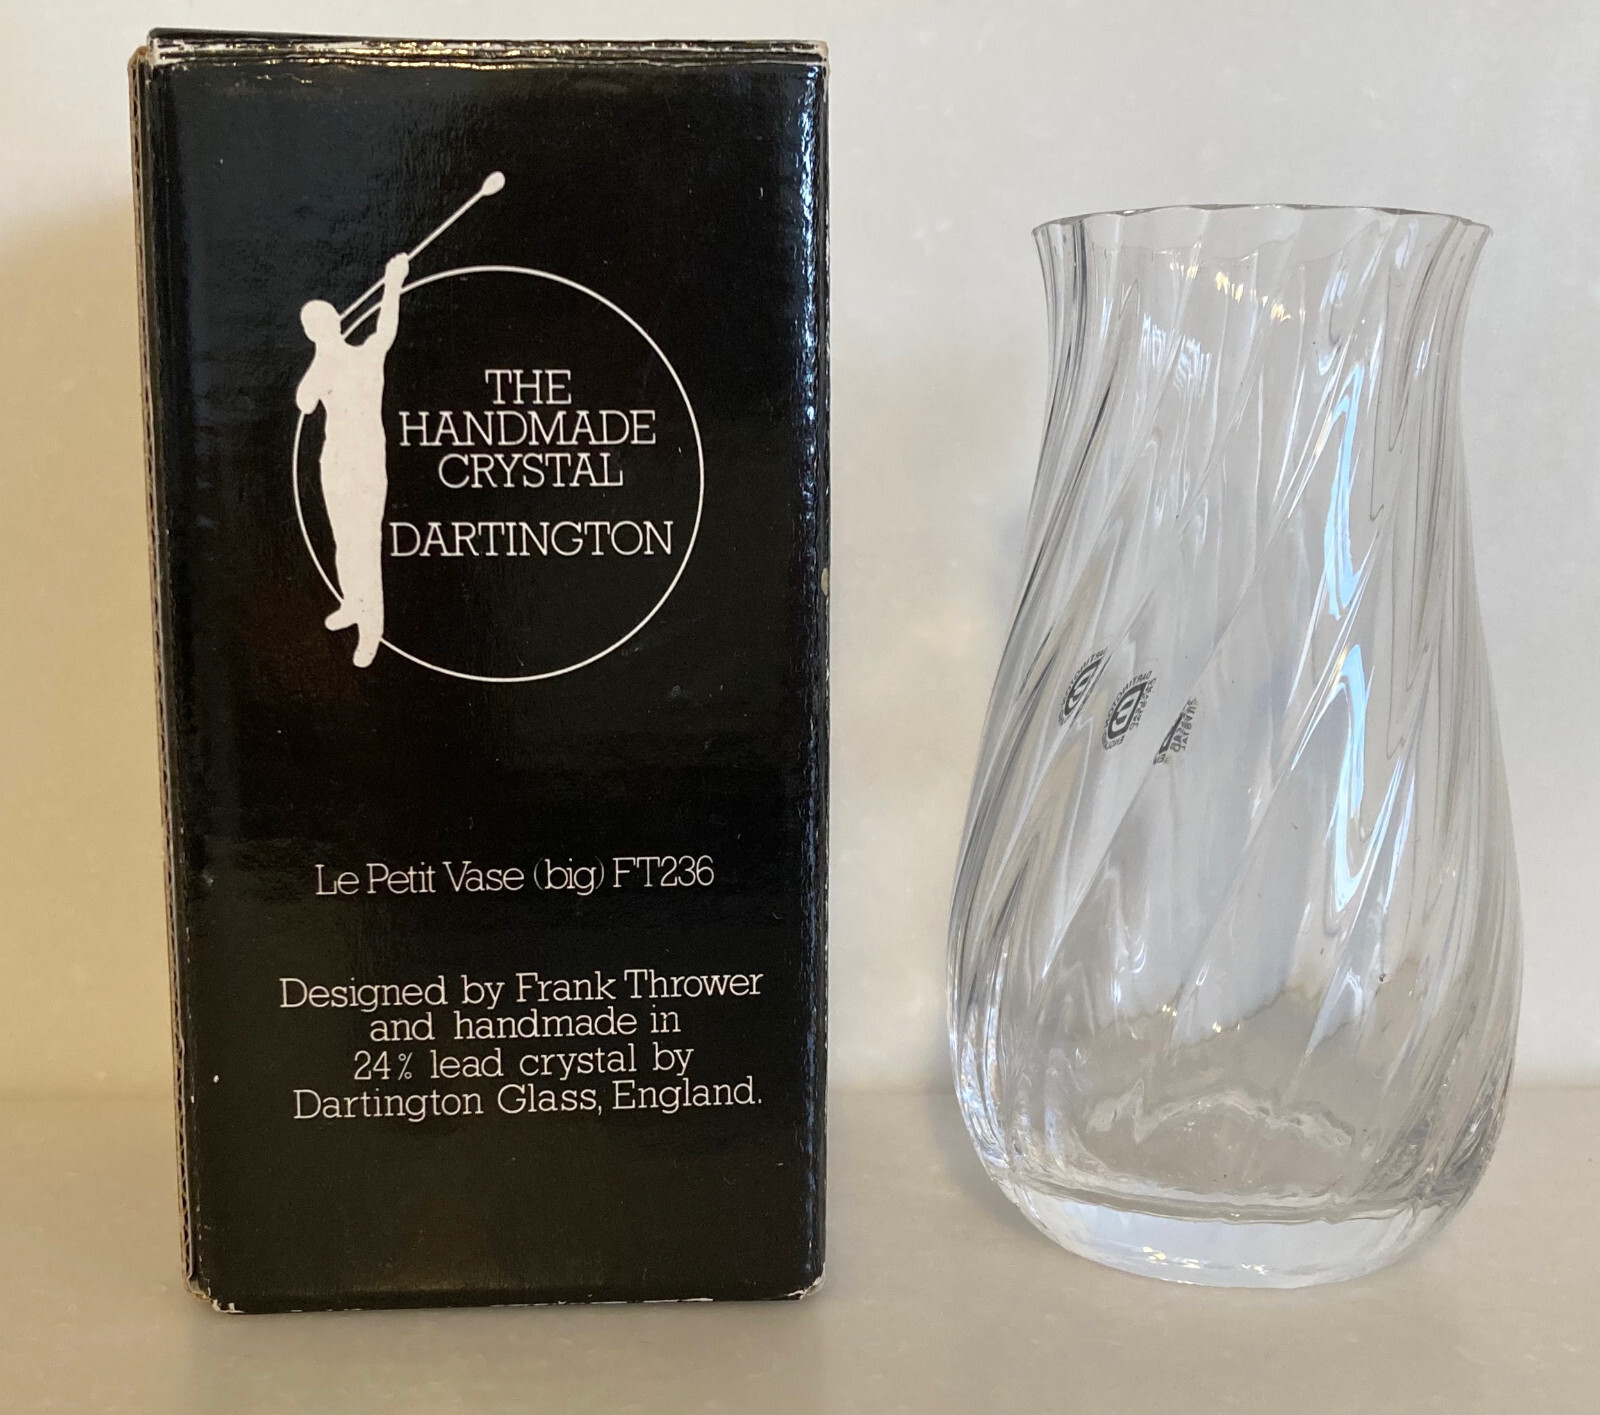 THE
HANDMADE
CRYSTAL
DARTINGTON
Le Petit Vase (big) FT236
Designed by Frank Thrower
and handmade in
24% lead crystal by
Dartington Glass, England.